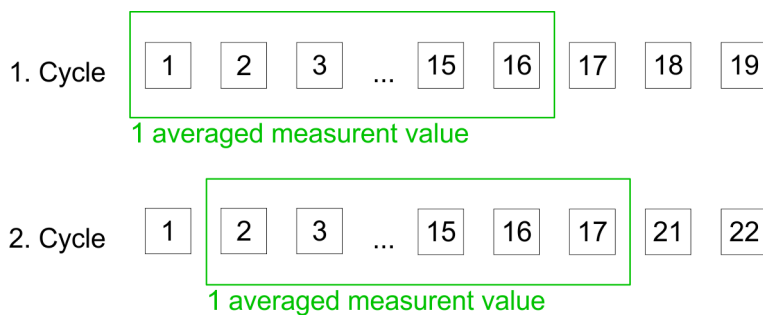 1. Cycle 1 2 3 ... 15 16 17 18 19
1 averaged measurent value
2. Cycle 1 2 3 ... 15 16 17 21 22
1 averaged measurent value